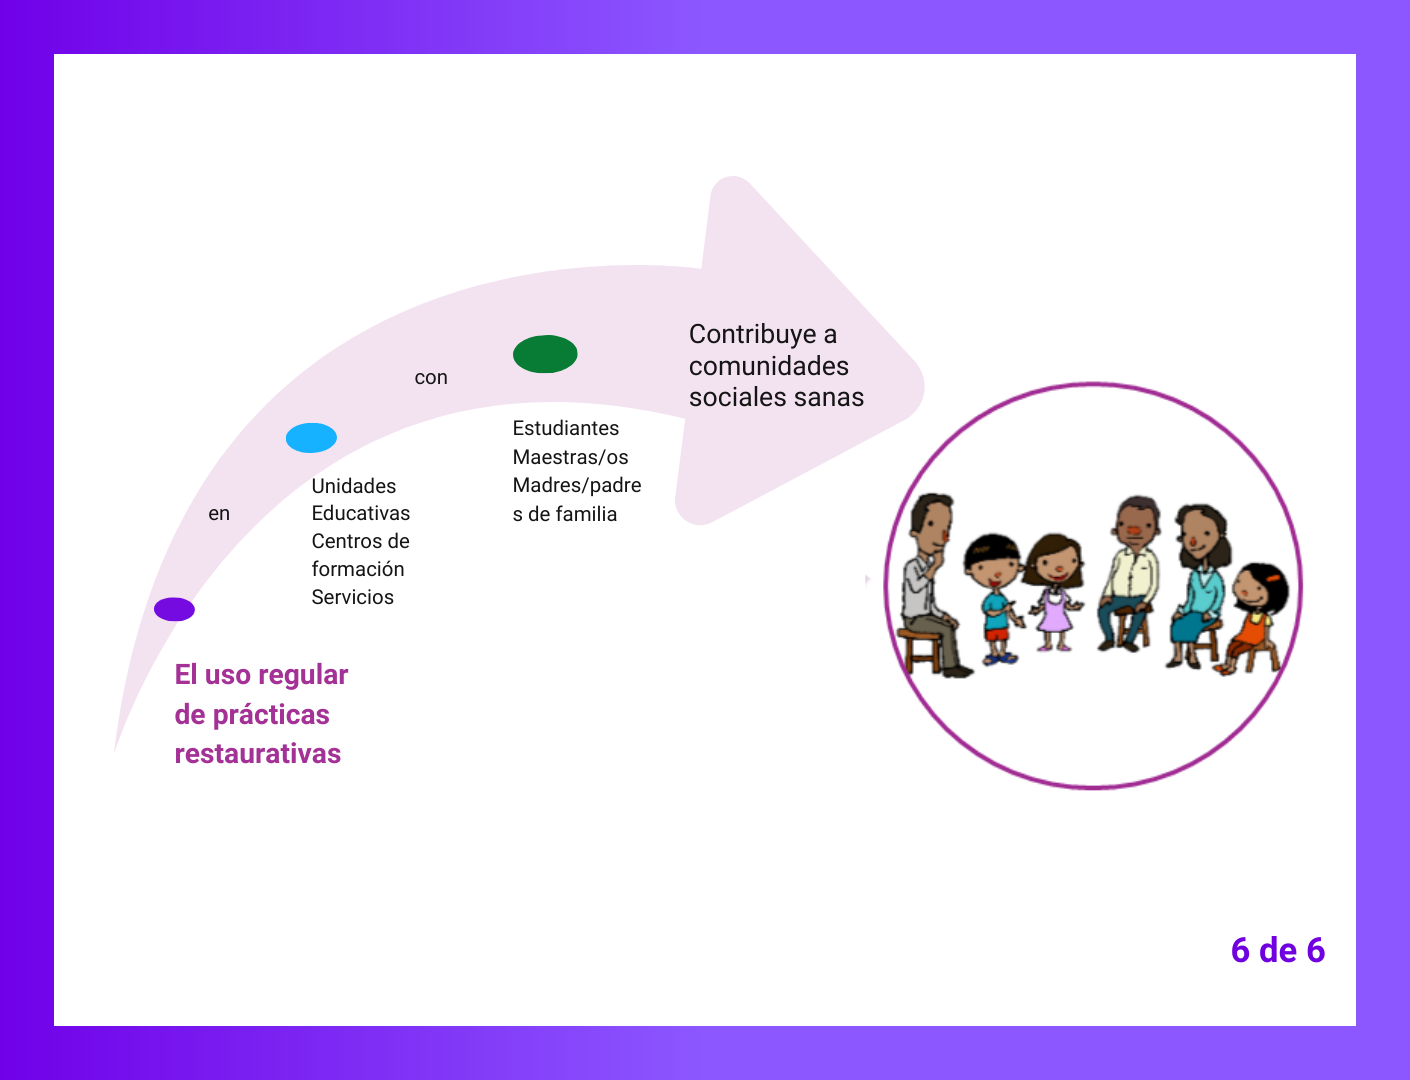 El uso regular
de prácticas
restaurativas
en
Unidades
Educativas
Centros de
formación
Servicios
con
Estudiantes
Maestras/os
Madres/padre
s de familia
Contribuye a
comunidades
sociales sanas
6 de 6